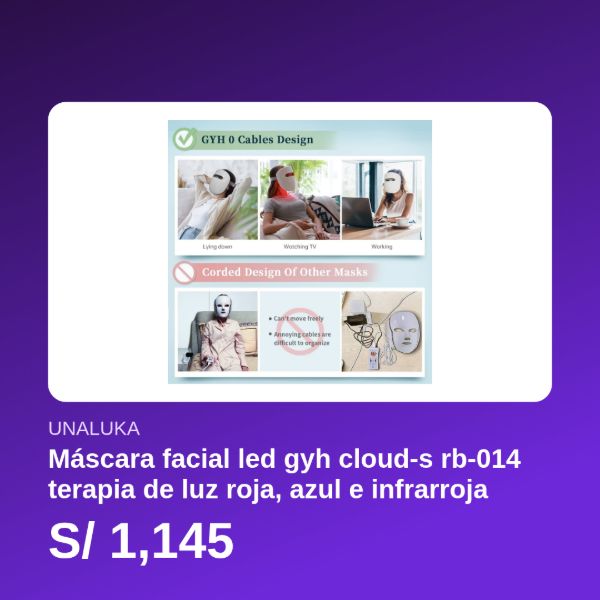 GYH 0 Cables Design
Lying down
Watching TV
Working
Corded Design Of Other Masks
• Can't move freely
• Annoying cables are
difficult to organize
UNALUKA
Máscara facial led gyh cloud-s rb-014
terapia de luz roja, azul e infrarroja
S/ 1,145